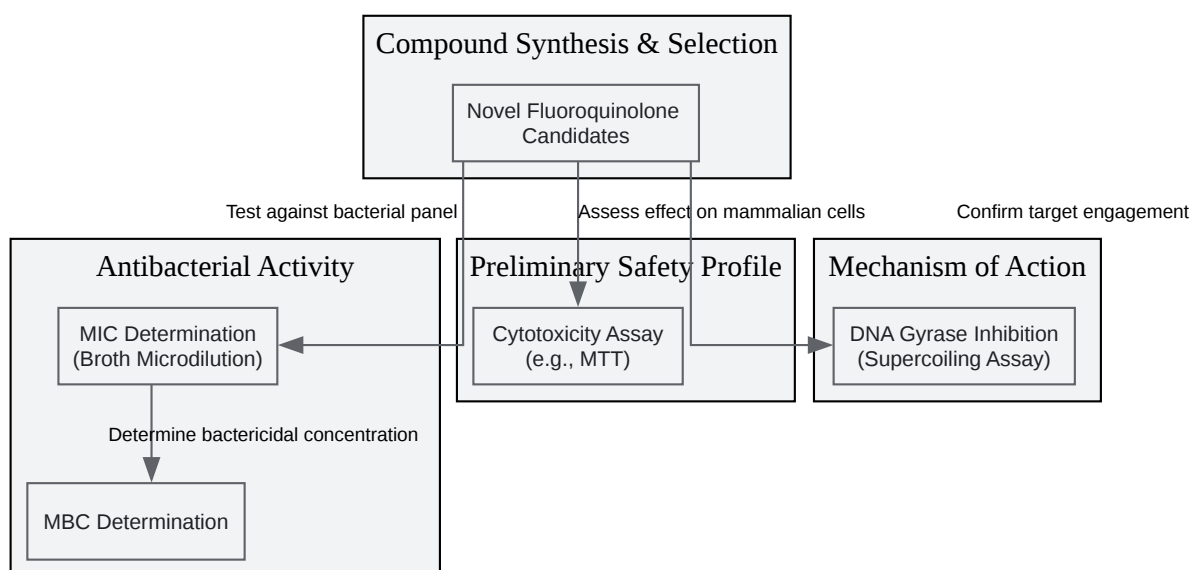 Compound Synthesis & Selection
Novel Fluoroquinolone
Candidates
Test against bacterial panel
Assess effect on mammalian cells
Confirm target engagement
Antibacterial Activity
Preliminary Safety Profile
Mechanism of Action
MIC Determination
(Broth Microdilution)
Cytotoxicity Assay
(e.g., MTT)
DNA Gyrase Inhibition
(Supercoiling Assay)
Determine bactericidal concentration
MBC Determination